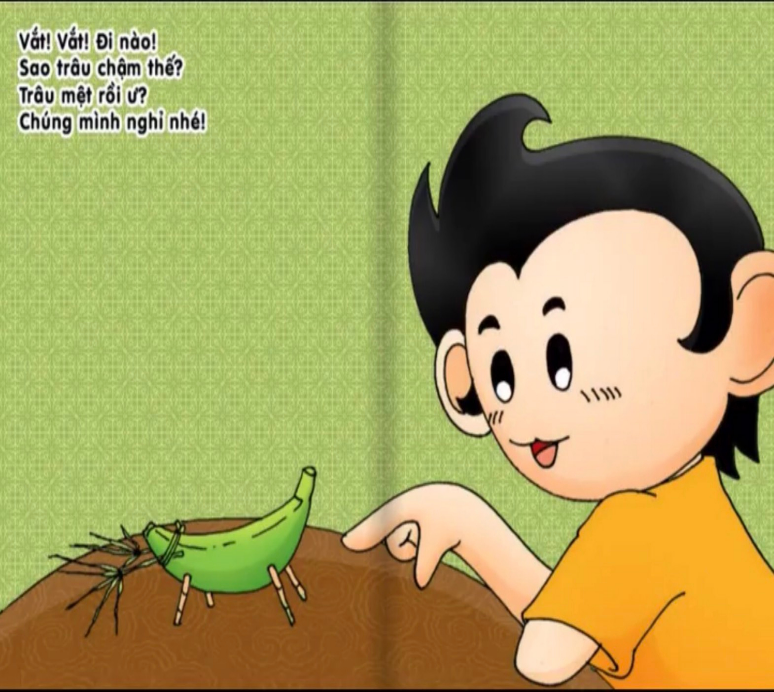 Vắt! Vắt! Đi nào!
Sao trâu chậm thế?
Trâu mệt rồi ư?
Chúng mình nghỉ nhé!